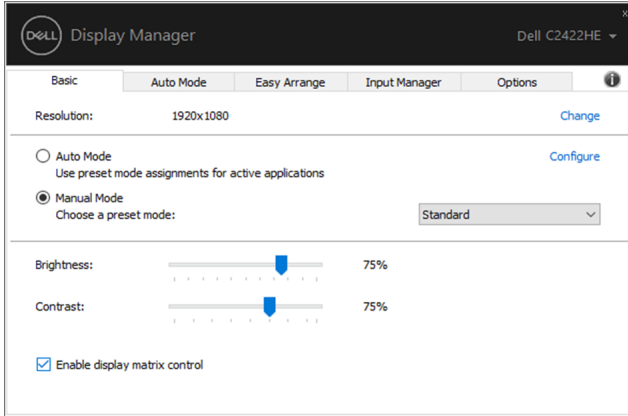 DELL Display Manager Dell C2422HE
Basic Auto Mode Easy Arrange Input Manager Options
Resolution: 1920x1080 Change
Auto Mode Configure
Use preset mode assignments for active applications
Manual Mode
Choose a preset mode: Standard
Brightness: 75%
Contrast: 75%
Enable display matrix control